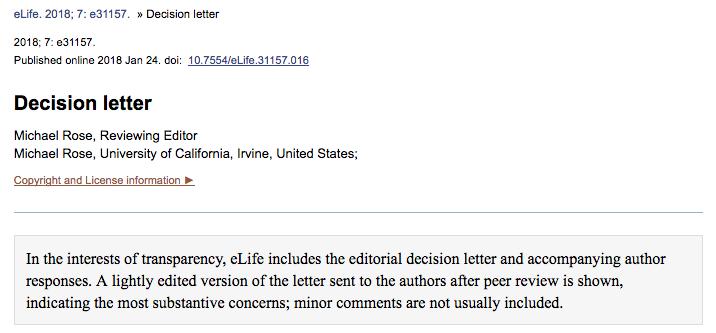 eLife. 2018; 7: e31157. » Decision letter
2018; 7: e31157.
Published online 2018 Jan 24. doi: 10.7554/eLife.31157.016
Decision letter
Michael Rose, Reviewing Editor
Michael Rose, University of California, Irvine, United States;
Copyright and License information ►
In the interests of transparency, eLife includes the editorial decision letter and accompanying author
responses. A lightly edited version of the letter sent to the authors after peer review is shown,
indicating the most substantive concerns; minor comments are not usually included.